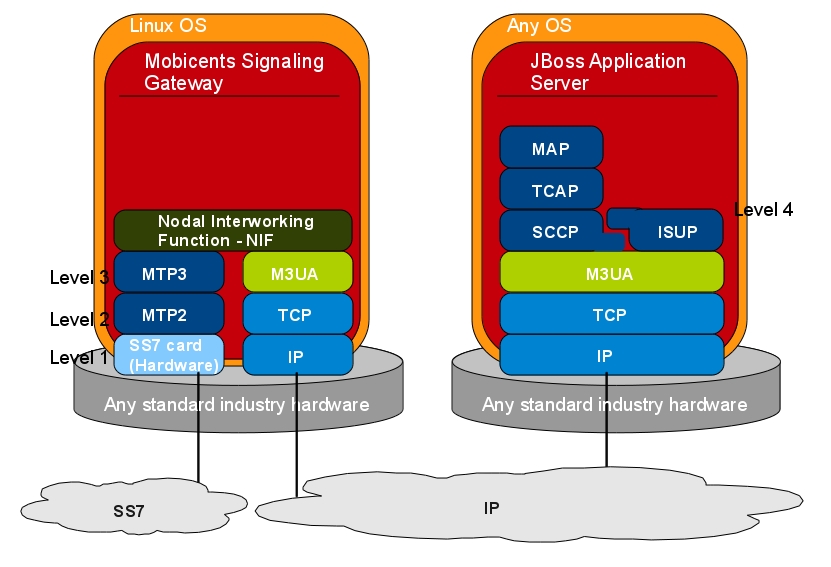 Linux OS
Mobicents Signaling
Gateway
Nodal Interworking
Function - NIF
Level 3
MTP3
M3UA
Level 2
MTP2
TCP
Level 1
SS7 card
(Hardware)
IP
Any standard industry hardware
SS7
Any OS
JBoss Application
Server
MAP
TCAP
Level 4
SCCP
ISUP
M3UA
TCP
IP
Any standard industry hardware
IP